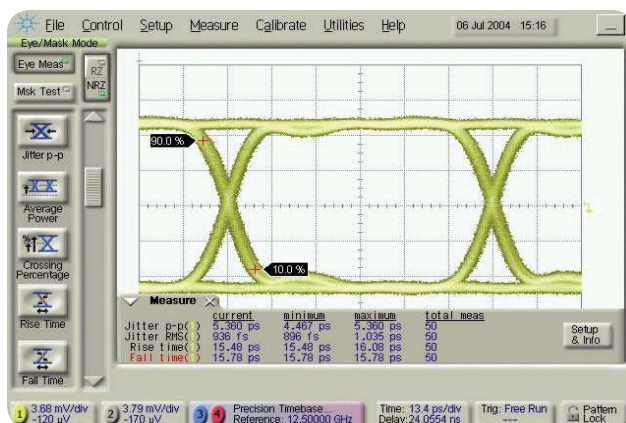 File Control Setup Measure Calibrate Utilities Help 06 Jul 2004 15:16
Eye/Mask Mode
Eye Meas
Msk Test
RZ
NRZ
Jitter p-p
Average
Power
Crossing
Percentage
Rise Time
Fall Time
90.0 %
10.0 %
Measure
current minimum maximum total meas
Jitter p-p(1) 5.360 ps 4.467 ps 5.360 ps 50
Jitter RMS(1) 936 fs 896 fs 1.035 ps 50
Rise time(1) 15.48 ps 15.48 ps 16.08 ps 50
Fall time(1) 15.78 ps 15.78 ps 15.78 ps 50
Setup
& Info
1 3.68 mV/div
-120 µV
2 3.79 mV/div
-170 µV
3 4 Precision Timebase...
Reference: 12.50000 GHz
Time: 13.4 ps/div
Delay: 24.0554 ns
Trig: Free Run
---
Pattern
Lock